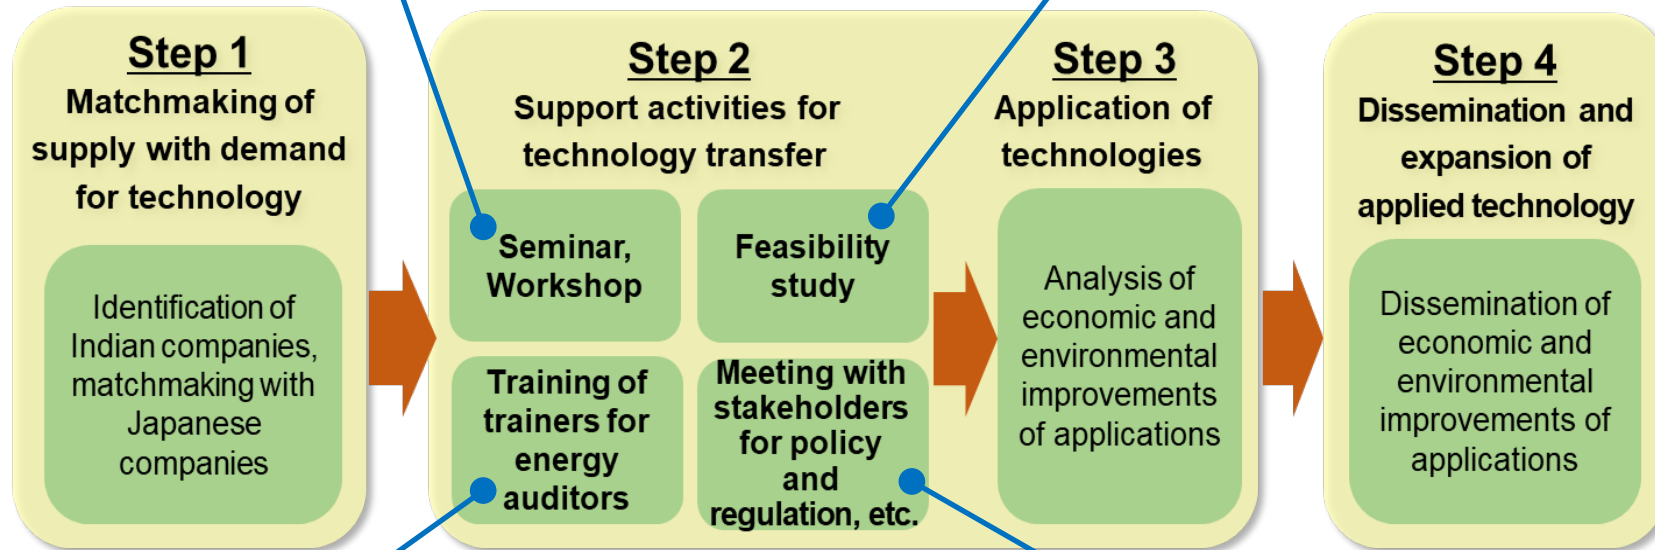 Step 1
Matchmaking of
supply with demand
for technology
Identification of
Indian companies,
matchmaking with
Japanese
companies
Step 2
Support activities for
technology transfer
Seminar,
Workshop
Feasibility
study
Training of
trainers for
energy
auditors
Meeting with
stakeholders
for policy
and
regulation, etc.
Step 3
Application of
technologies
Analysis of
economic and
environmental
improvements
of applications
Step 4
Dissemination and
expansion of
applied technology
Dissemination of
economic and
environmental
improvements of
applications